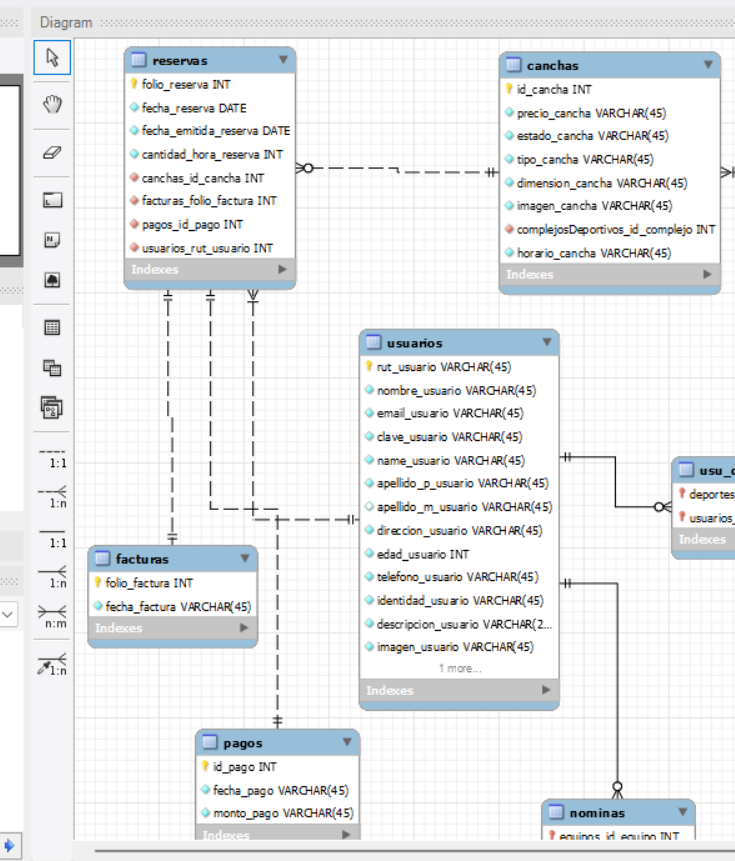 Diagram
reservas
folio_reserva INT
fecha_reserva DATE
fecha_emitida_reserva DATE
cantidad_hora_reserva INT
canchas_id_cancha INT
facturas_folio_factura INT
pagos_id_pago INT
usuarios_rut_usuario INT
Indexes
canchas
id_cancha INT
precio_cancha VARCHAR(45)
estado_cancha VARCHAR(45)
tipo_cancha VARCHAR(45)
dimension_cancha VARCHAR(45)
imagen_cancha VARCHAR(45)
complejosDeportivos_id_complejo INT
horario_cancha VARCHAR(45)
Indexes
usuarios
rut_usuario VARCHAR(45)
nombre_usuario VARCHAR(45)
email_usuario VARCHAR(45)
clave_usuario VARCHAR(45)
name_usuario VARCHAR(45)
apellido_p_usuario VARCHAR(45)
apellido_m_usuario VARCHAR(45)
direccion_usuario VARCHAR(45)
edad_usuario INT
telefono_usuario VARCHAR(45)
identidad_usuario VARCHAR(45)
descripcion_usuario VARCHAR(2...
imagen_usuario VARCHAR(45)
1 more...
Indexes
usu_
deportes
usuarios_
Indexes
facturas
folio_factura INT
fecha_factura VARCHAR(45)
Indexes
pagos
id_pago INT
fecha_pago VARCHAR(45)
monto_pago VARCHAR(45)
Indexes
nominas
equipos_id_equipo INT
1:1
1:n
1:1
1:n
n:m
1:n